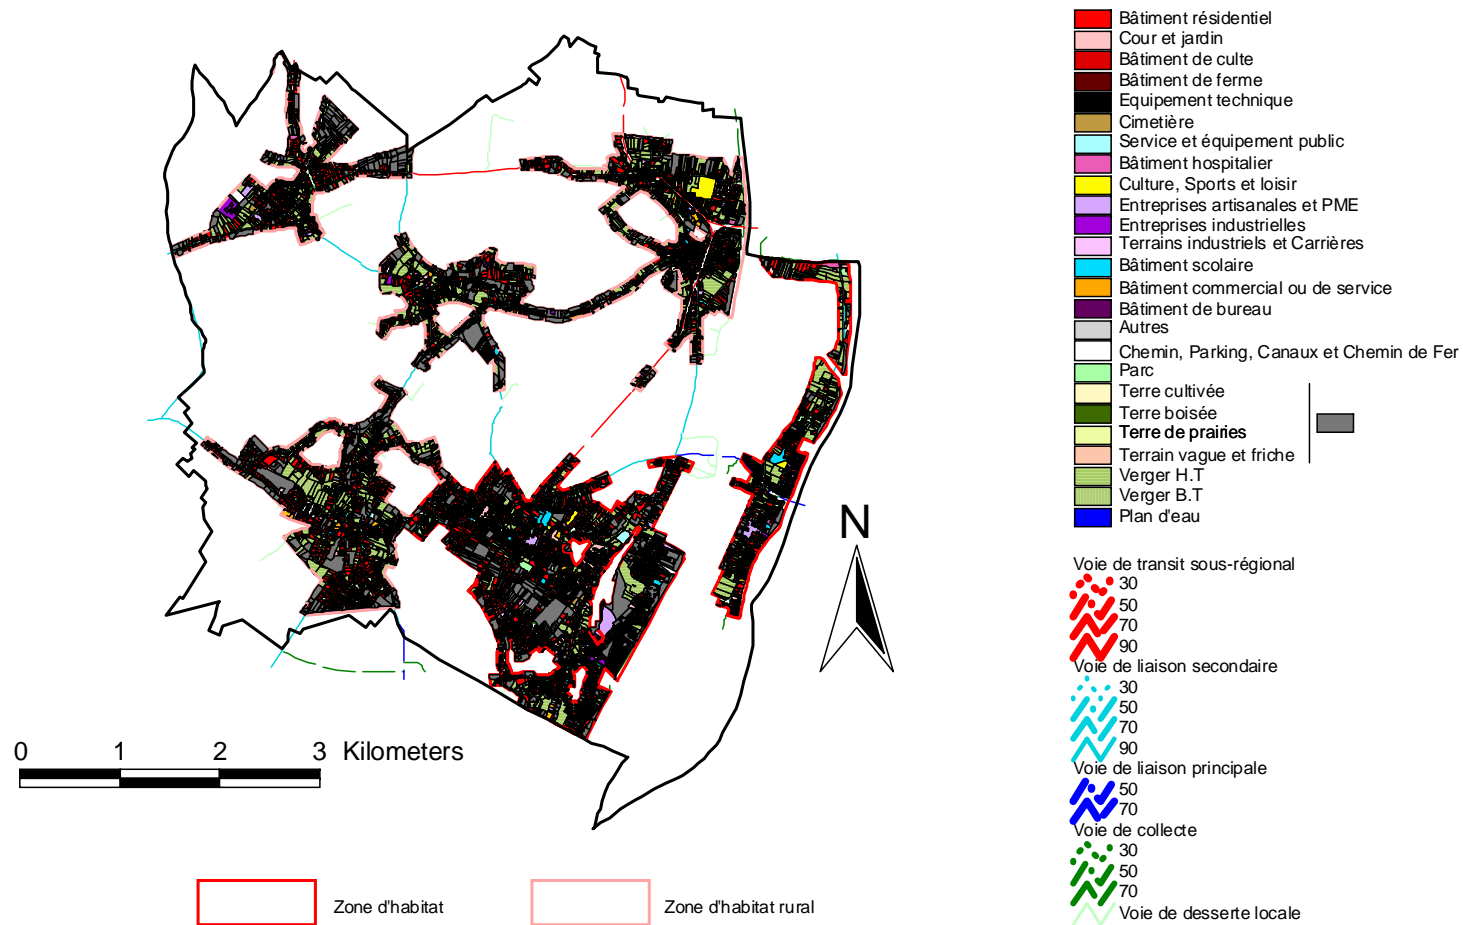 Bâtiment résidentiel
Cour et jardin
Bâtiment de culte
Bâtiment de ferme
Equipement technique
Cimetière
Service et équipement public
Bâtiment hospitalier
Culture, Sports et loisir
Entreprises artisanales et PME
Entreprises industrielles
Terrains industriels et Carrières
Bâtiment scolaire
Bâtiment commercial ou de service
Bâtiment de bureau
Autres
Chemin, Parking, Canaux et Chemin de Fer
Parc
Terre cultivée
Terre boisée
Terre de prairies
Terrain vague et friche
Verger H.T
Verger B.T
Plan d'eau
N
Voie de transit sous-régional
30
50
70
90
Voie de liaison secondaire
30
50
70
90
Voie de liaison principale
50
70
Voie de collecte
30
50
70
Voie de desserte locale
0 1 2 3 Kilometers
Zone d'habitat
Zone d'habitat rural